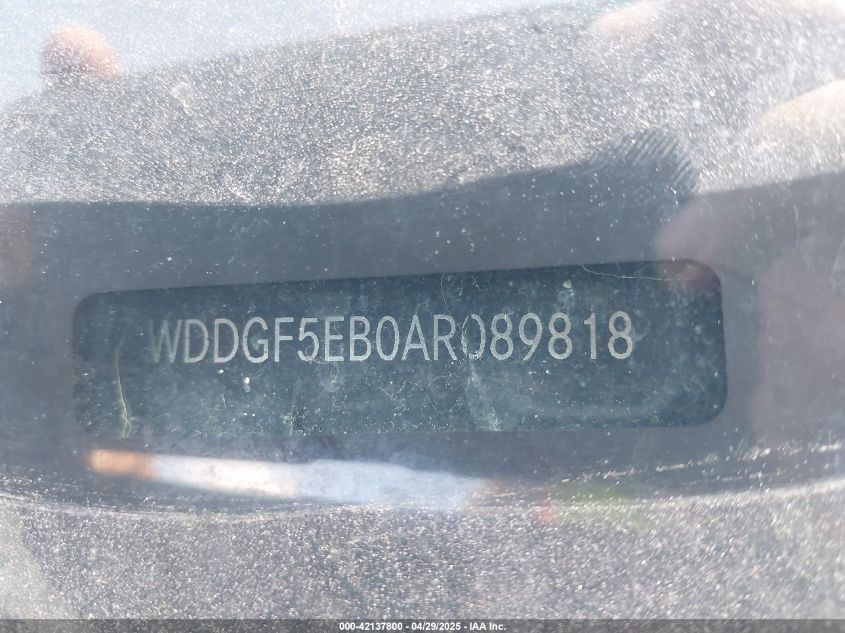 WDDGF5EB0AR089818
000-42137800 - 04/29/2025 - IAA Inc.